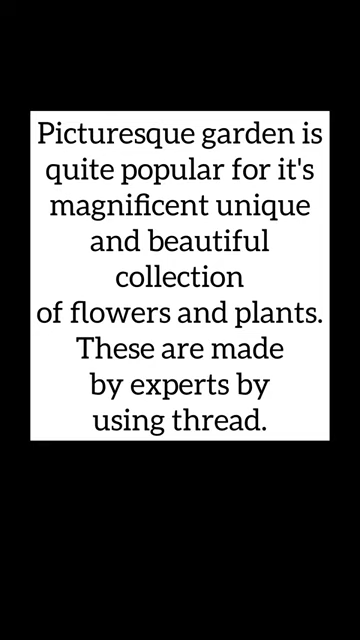 Picturesque garden is
quite popular for it's
magnificent unique
and beautiful
collection
of flowers and plants.
These are made
by experts by
using thread.